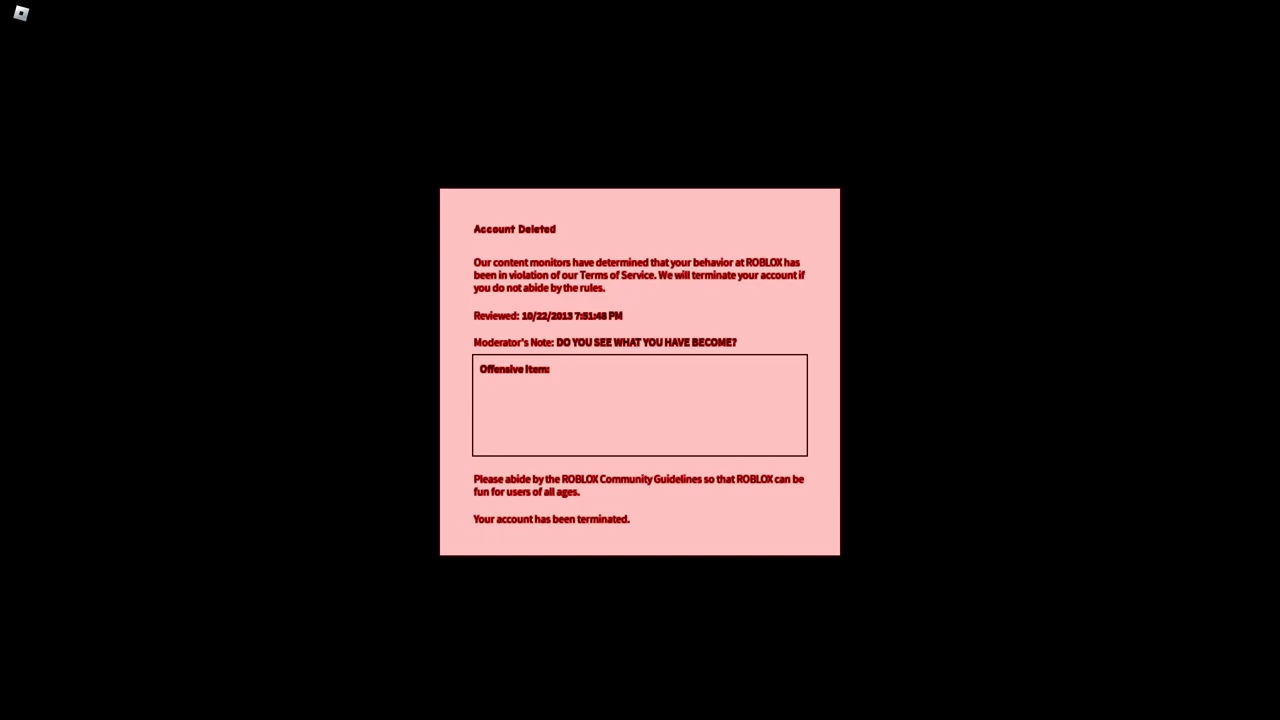 Account Deleted
Our content monitors have determined that your behavior at ROBLOX has
been in violation of our Terms of Service. We will terminate your account if
you do not abide by the rules.
Reviewed: 10/22/2013 7:51:48 PM
Moderator's Note: DO YOU SEE WHAT YOU HAVE BECOME?
Offensive Item:
Please abide by the ROBLOX Community Guidelines so that ROBLOX can be
fun for users of all ages.
Your account has been terminated.